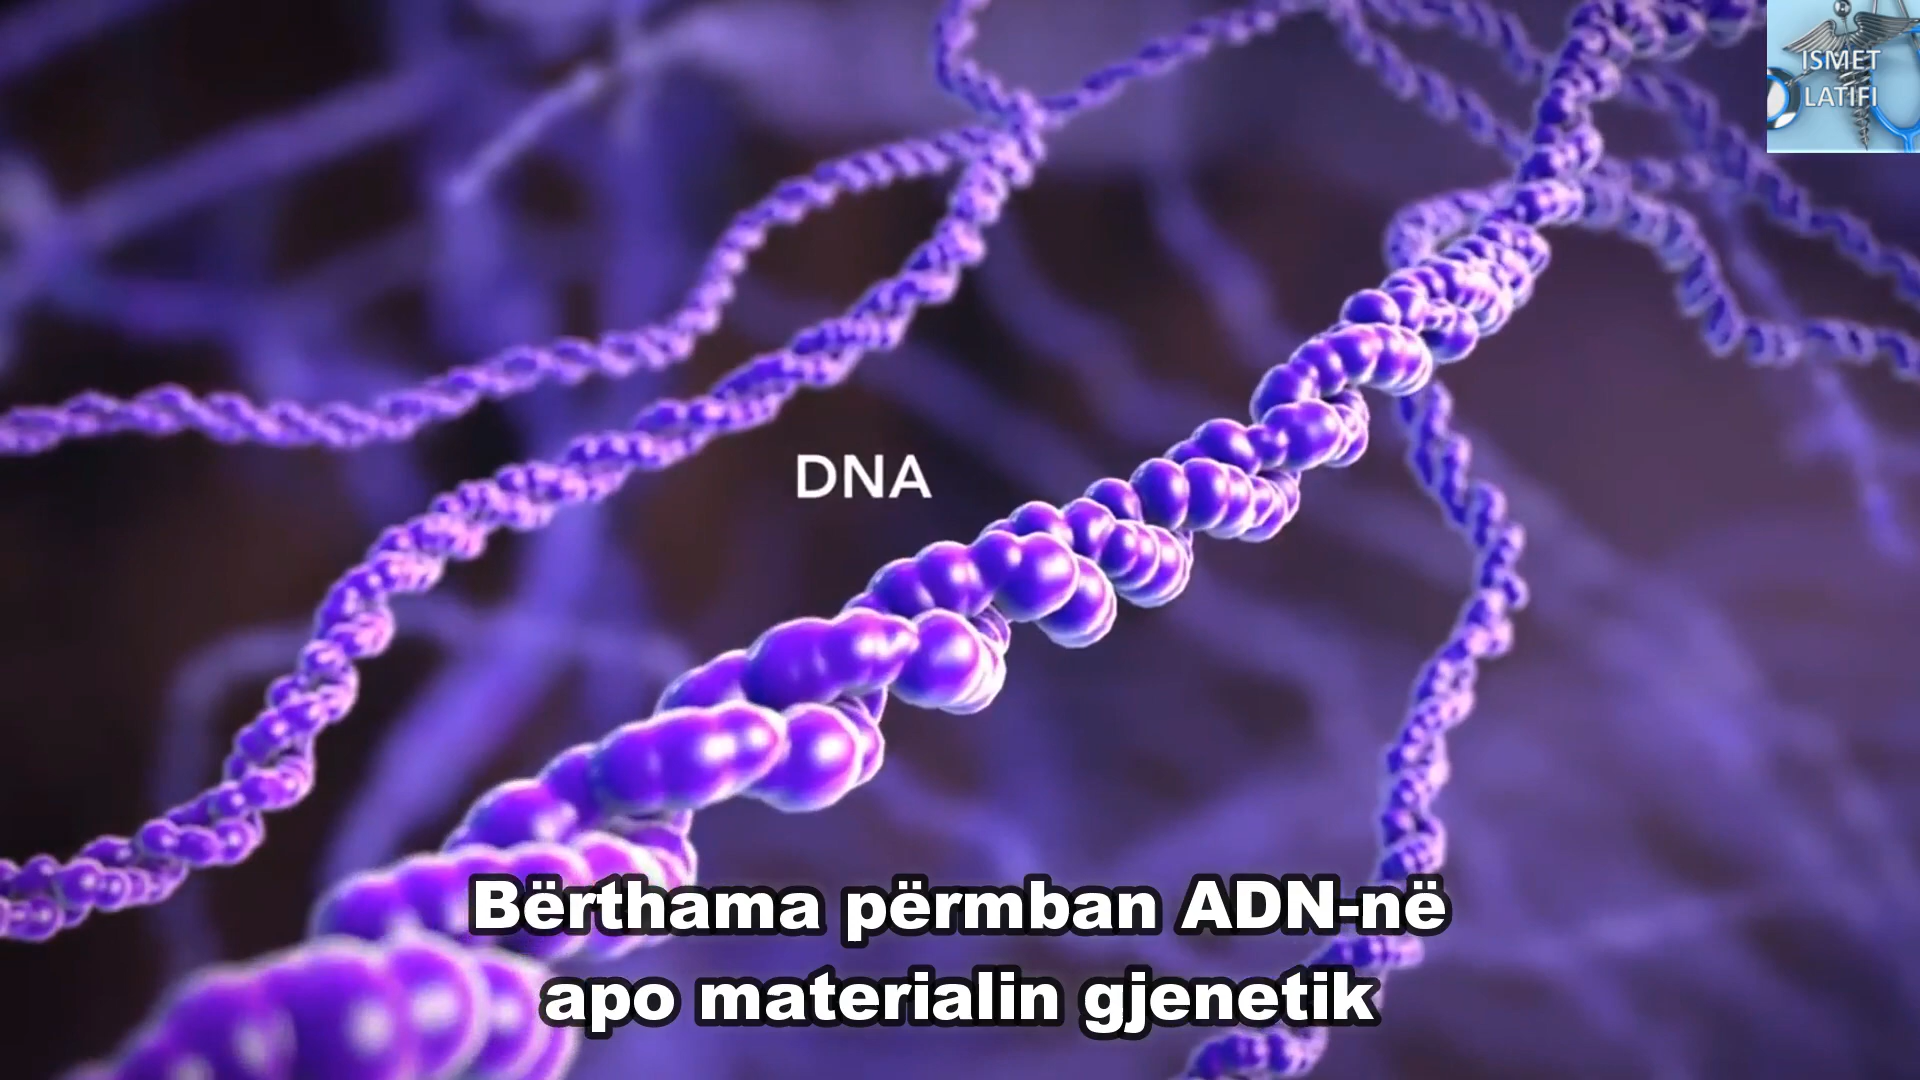 ISMET
LATIFI
DNA
Bërthama përmban ADN-në
apo materialin gjenetik